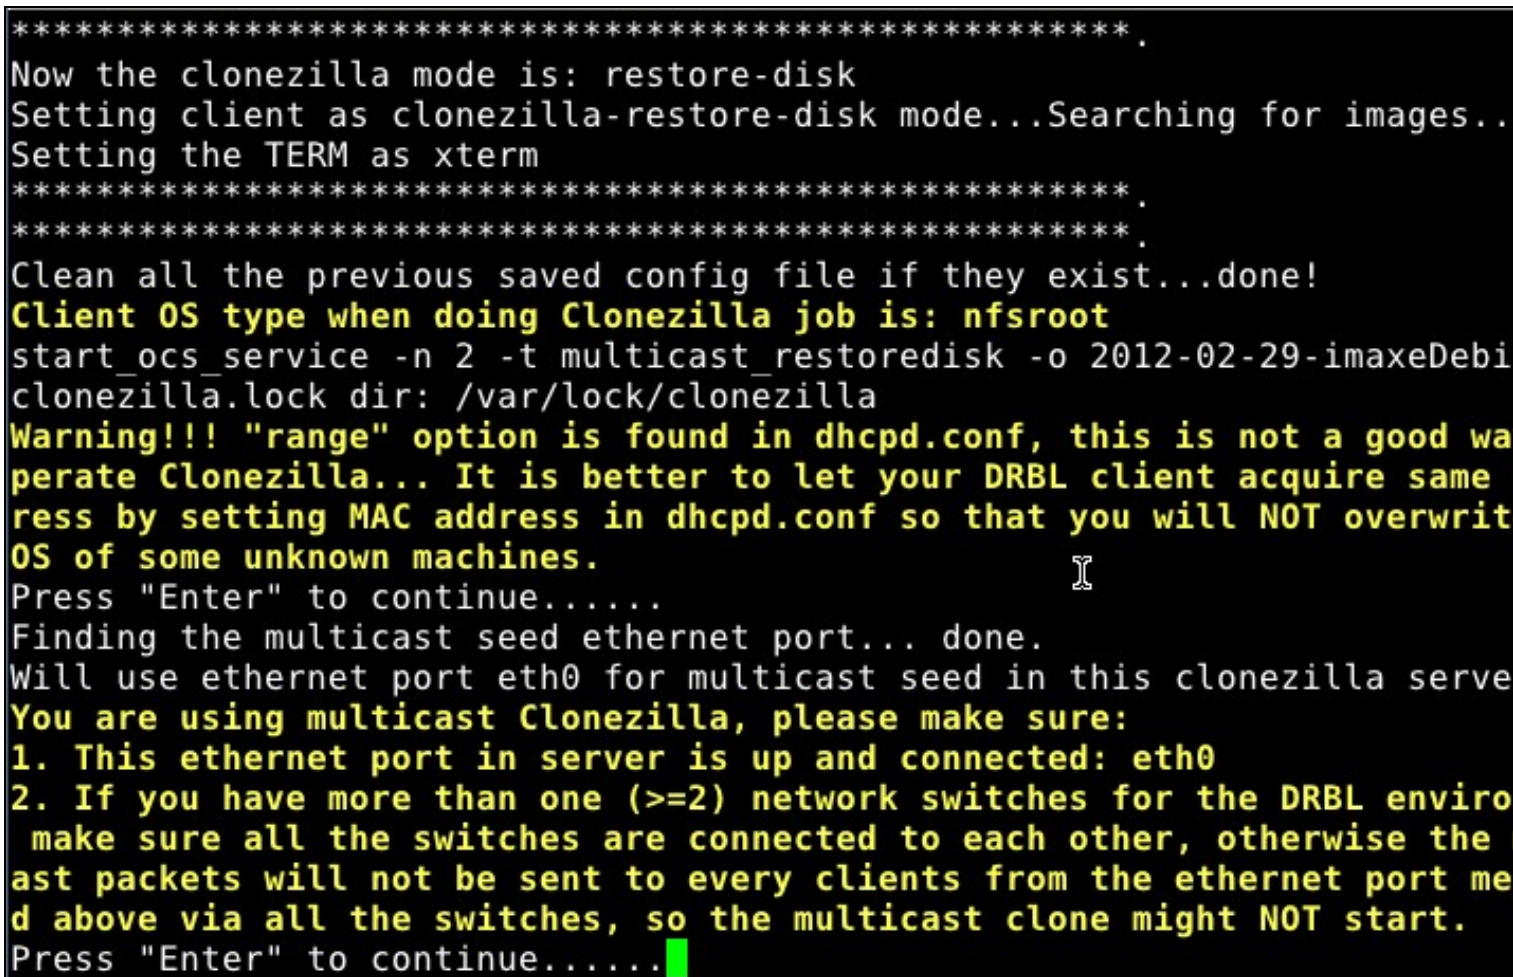 *****************************************************.
Now the clonezilla mode is: restore-disk
Setting client as clonezilla-restore-disk mode...Searching for images..
Setting the TERM as xterm
*****************************************************.
*****************************************************.
Clean all the previous saved config file if they exist...done!
Client OS type when doing Clonezilla job is: nfsroot
start_ocs_service -n 2 -t multicast_restoredisk -o 2012-02-29-imaxeDebi
clonezilla.lock dir: /var/lock/clonezilla
Warning!!! "range" option is found in dhcpd.conf, this is not a good wa
perate Clonezilla... It is better to let your DRBL client acquire same
ress by setting MAC address in dhcpd.conf so that you will NOT overwrit
OS of some unknown machines.
Press "Enter" to continue......
Finding the multicast seed ethernet port... done.
Will use ethernet port eth0 for multicast seed in this clonezilla serve
You are using multicast Clonezilla, please make sure:
1. This ethernet port in server is up and connected: eth0
2. If you have more than one (>=2) network switches for the DRBL enviro
make sure all the switches are connected to each other, otherwise the
ast packets will not be sent to every clients from the ethernet port me
d above via all the switches, so the multicast clone might NOT start.
Press "Enter" to continue......